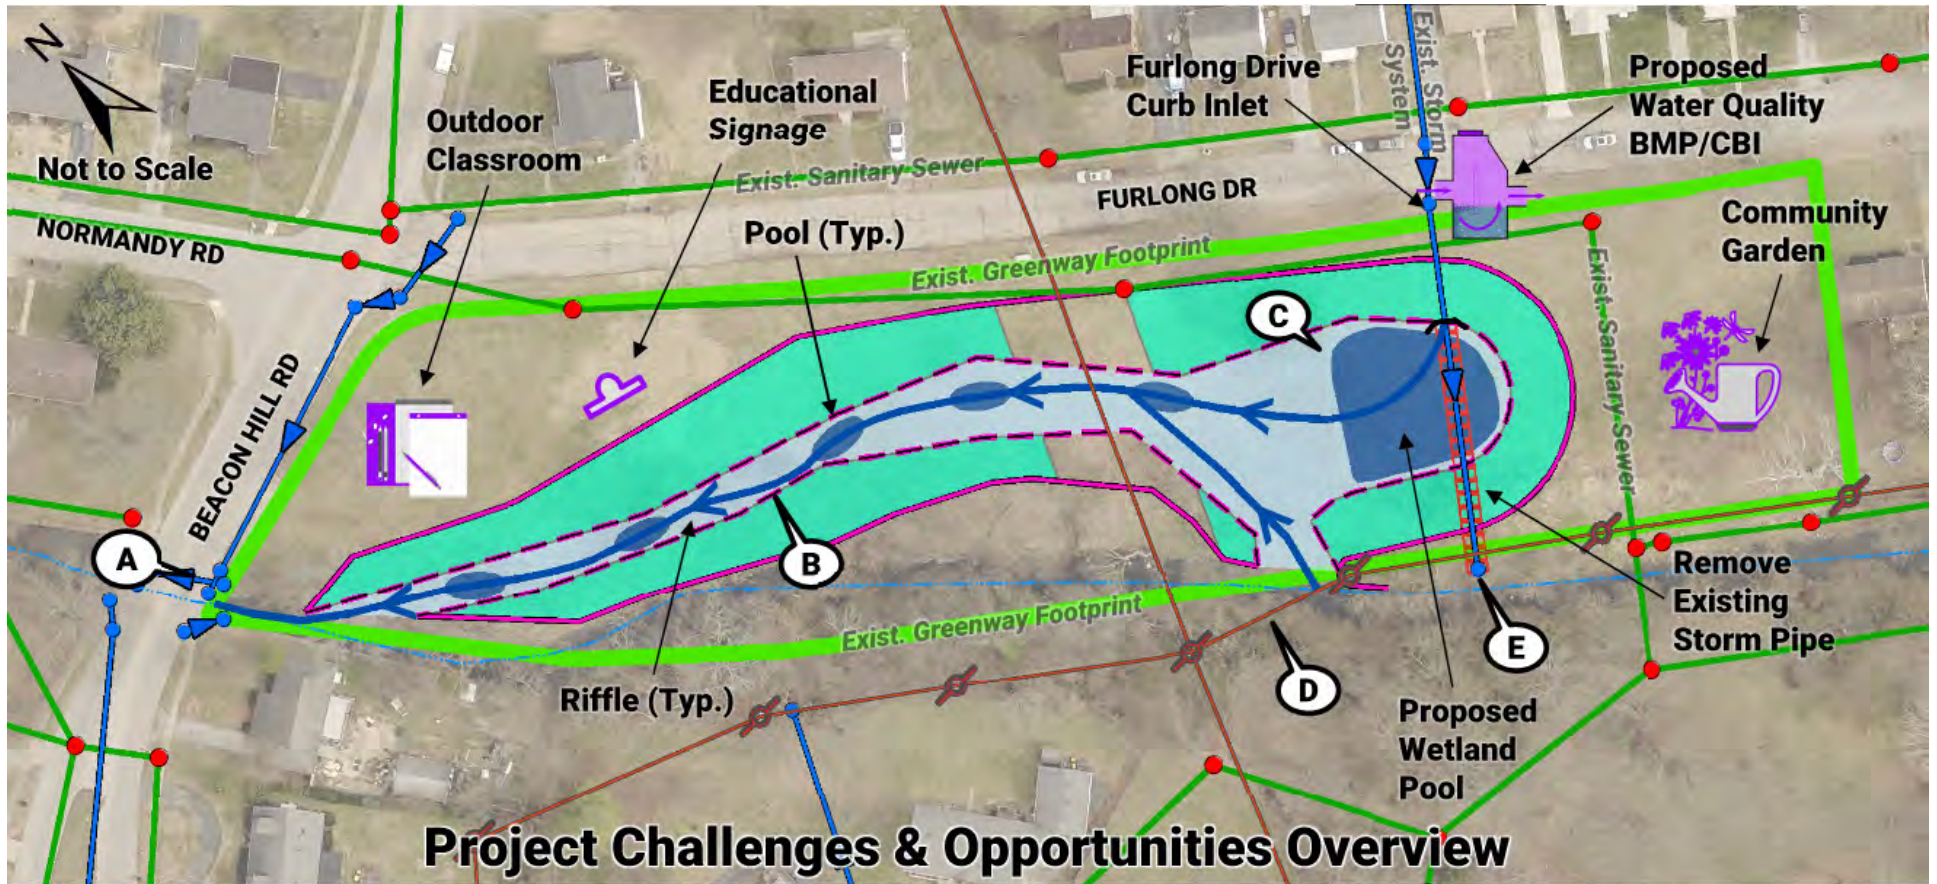 N
Not to Scale
NORMANDY RD
Outdoor
Classroom
Educational
Signage
Exist. Sanitary Sewer
Pool (Typ.)
FURLONG DR
Exist. Greenway Footprint
Furlong Drive
Curb Inlet
Exist. Storm
System
Proposed
Water Quality
BMP/CBI
Community
Garden
Exist. Sanitary Sewer
BEACON HILL RD
A
B
C
D
E
Riffle (Typ.)
Exist. Greenway Footprint
Proposed
Wetland
Pool
Remove
Existing
Storm Pipe
Project Challenges & Opportunities Overview